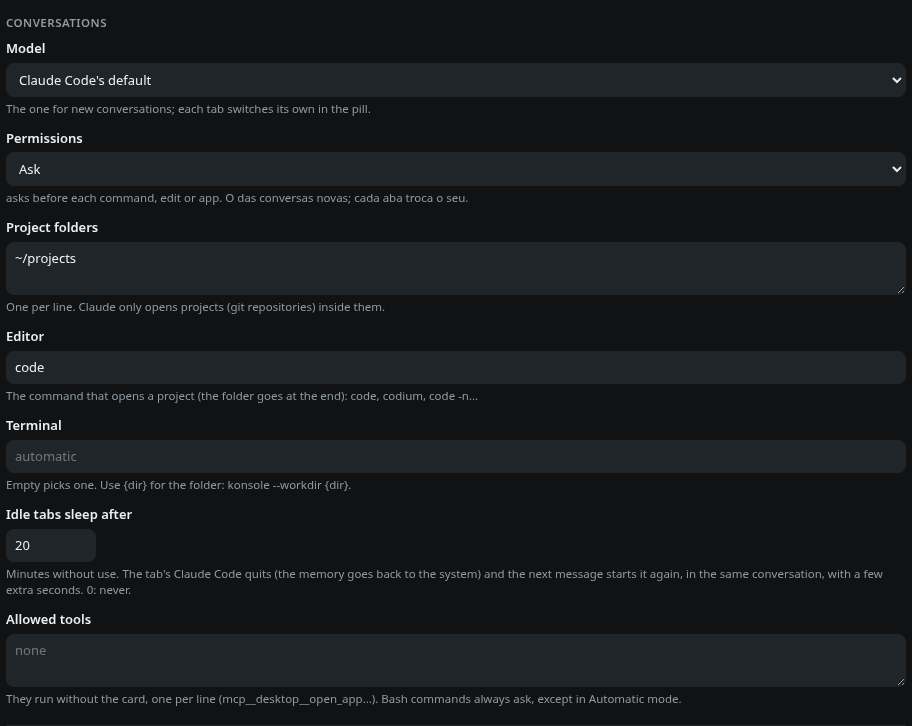 CONVERSATIONS
Model
Claude Code's default
The one for new conversations; each tab switches its own in the pill.
Permissions
Ask
asks before each command, edit or app. O das conversas novas; cada aba troca o seu.
Project folders
~/projects
One per line. Claude only opens projects (git repositories) inside them.
Editor
code
The command that opens a project (the folder goes at the end): code, codium, code -n...
Terminal
automatic
Empty picks one. Use {dir} for the folder: konsole --workdir {dir}.
Idle tabs sleep after
20
Minutes without use. The tab's Claude Code quits (the memory goes back to the system) and the next message starts it again, in the same conversation, with a few
extra seconds. 0: never.
Allowed tools
none
They run without the card, one per line (mcp__desktop__open_app...). Bash commands always ask, except in Automatic mode.